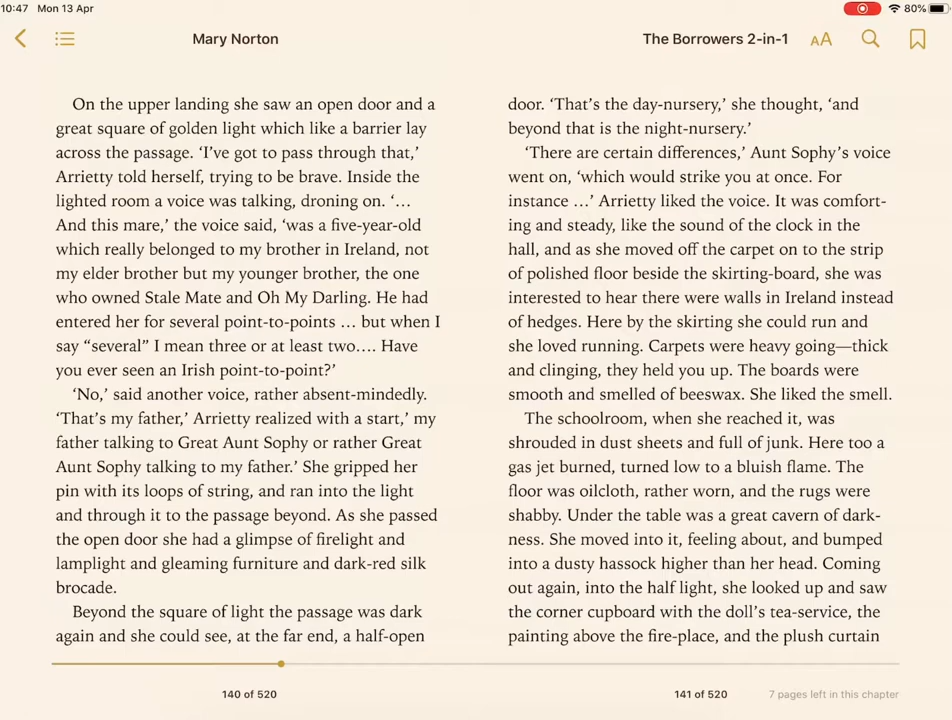 10:47 Mon 13 Apr
80%
Mary Norton
The Borrowers 2-in-1
AA
On the upper landing she saw an open door and a
great square of golden light which like a barrier lay
across the passage. ‘I’ve got to pass through that,’
Arrietty told herself, trying to be brave. Inside the
lighted room a voice was talking, droning on. ‘…
And this mare,’ the voice said, ‘was a five-year-old
which really belonged to my brother in Ireland, not
my elder brother but my younger brother, the one
who owned Stale Mate and Oh My Darling. He had
entered her for several point-to-points … but when I
say “several” I mean three or at least two…. Have
you ever seen an Irish point-to-point?’
‘No,’ said another voice, rather absent-mindedly.
‘That’s my father,’ Arrietty realized with a start,’ my
father talking to Great Aunt Sophy or rather Great
Aunt Sophy talking to my father.’ She gripped her
pin with its loops of string, and ran into the light
and through it to the passage beyond. As she passed
the open door she had a glimpse of firelight and
lamplight and gleaming furniture and dark-red silk
brocade.
Beyond the square of light the passage was dark
again and she could see, at the far end, a half-open
door. ‘That’s the day-nursery,’ she thought, ‘and
beyond that is the night-nursery.’
‘There are certain differences,’ Aunt Sophy’s voice
went on, ‘which would strike you at once. For
instance …’ Arrietty liked the voice. It was comfort-
ing and steady, like the sound of the clock in the
hall, and as she moved off the carpet on to the strip
of polished floor beside the skirting-board, she was
interested to hear there were walls in Ireland instead
of hedges. Here by the skirting she could run and
she loved running. Carpets were heavy going—thick
and clinging, they held you up. The boards were
smooth and smelled of beeswax. She liked the smell.
The schoolroom, when she reached it, was
shrouded in dust sheets and full of junk. Here too a
gas jet burned, turned low to a bluish flame. The
floor was oilcloth, rather worn, and the rugs were
shabby. Under the table was a great cavern of dark-
ness. She moved into it, feeling about, and bumped
into a dusty hassock higher than her head. Coming
out again, into the half light, she looked up and saw
the corner cupboard with the doll’s tea-service, the
painting above the fire-place, and the plush curtain
140 of 520
141 of 520
7 pages left in this chapter